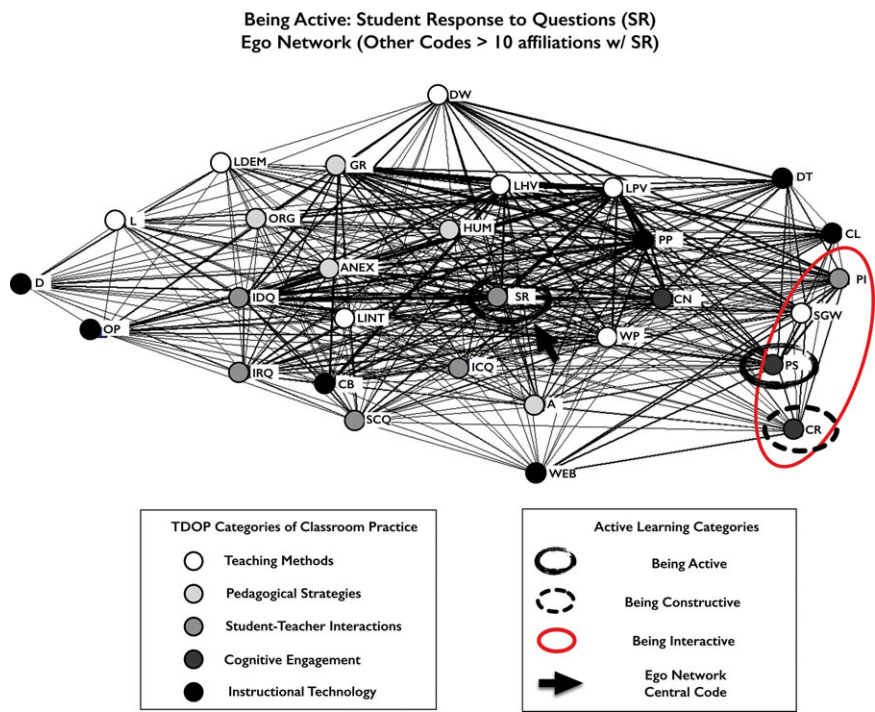 Being Active: Student Response to Questions (SR)
Ego Network (Other Codes > 10 affiliations w/ SR)
DW
LDEM
GR
DT
LHV
LPV
L
ORG
HUM
CL
PP
ANEX
PI
D
IDQ
SR
CN
SGW
LINT
OP
WP
PS
IRQ
ICQ
CB
A
SCQ
CR
WEB
TDOP Categories of Classroom Practice
Teaching Methods
Pedagogical Strategies
Student-Teacher Interactions
Cognitive Engagement
Instructional Technology
Active Learning Categories
Being Active
Being Constructive
Being Interactive
Ego Network
Central Code